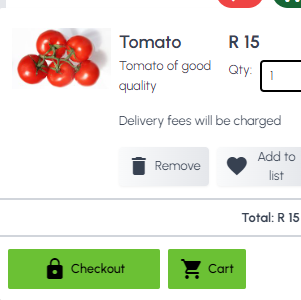 Tomato
R 15
Tomato of good
quality
Qty:
1
Delivery fees will be charged
Remove
Add to
list
Total: R 15
Checkout
Cart